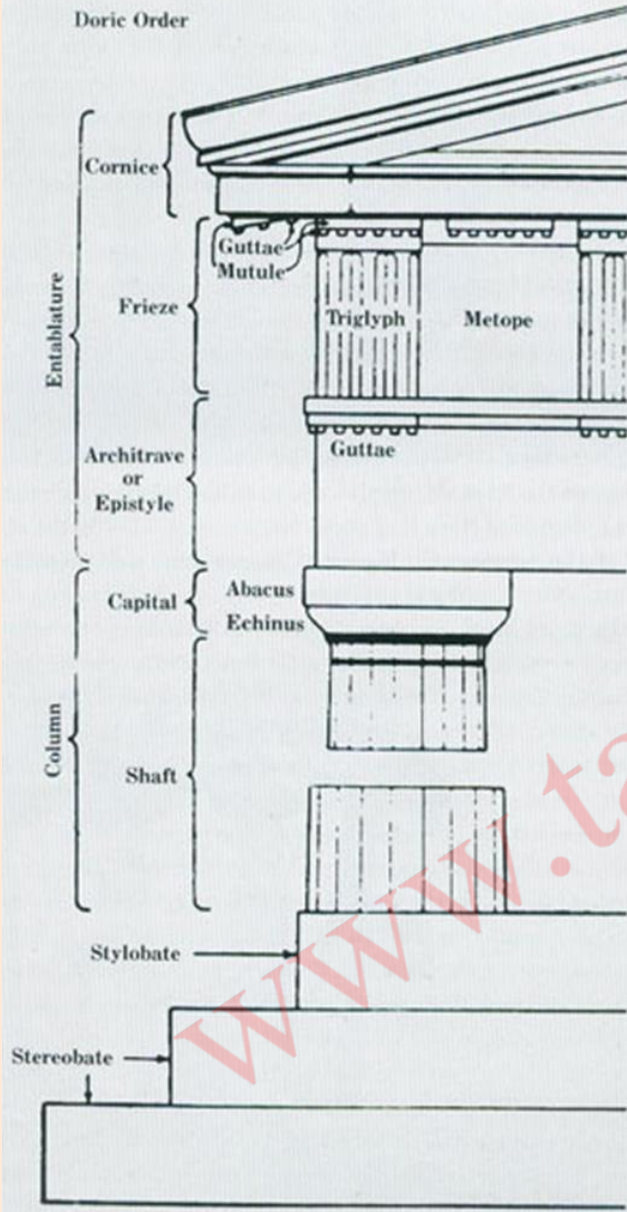 Doric Order
Cornice
Guttae
Mutule
Entablature
Frieze
Triglyph
Metope
Guttae
Architrave
or
Epistyle
Capital
Abacus
Echinus
Column
Shaft
Stylobate
Stereobate
www.ta